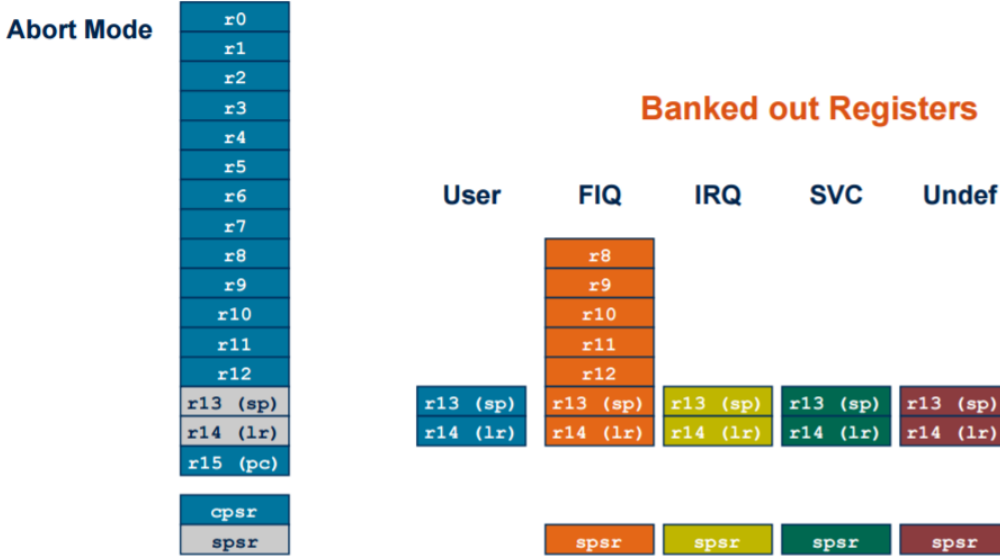 Abort Mode
r0
r1
r2
r3
r4
r5
r6
r7
r8
r9
r10
r11
r12
r13 (sp)
r14 (lr)
r15 (pc)
cpsr
spsr
Banked out Registers
User FIQ IRQ SVC Undef
r8
r9
r10
r11
r12
r13 (sp) r13 (sp) r13 (sp) r13 (sp) r13 (sp)
r14 (lr) r14 (lr) r14 (lr) r14 (lr) r14 (lr)
spsr spsr spsr spsr